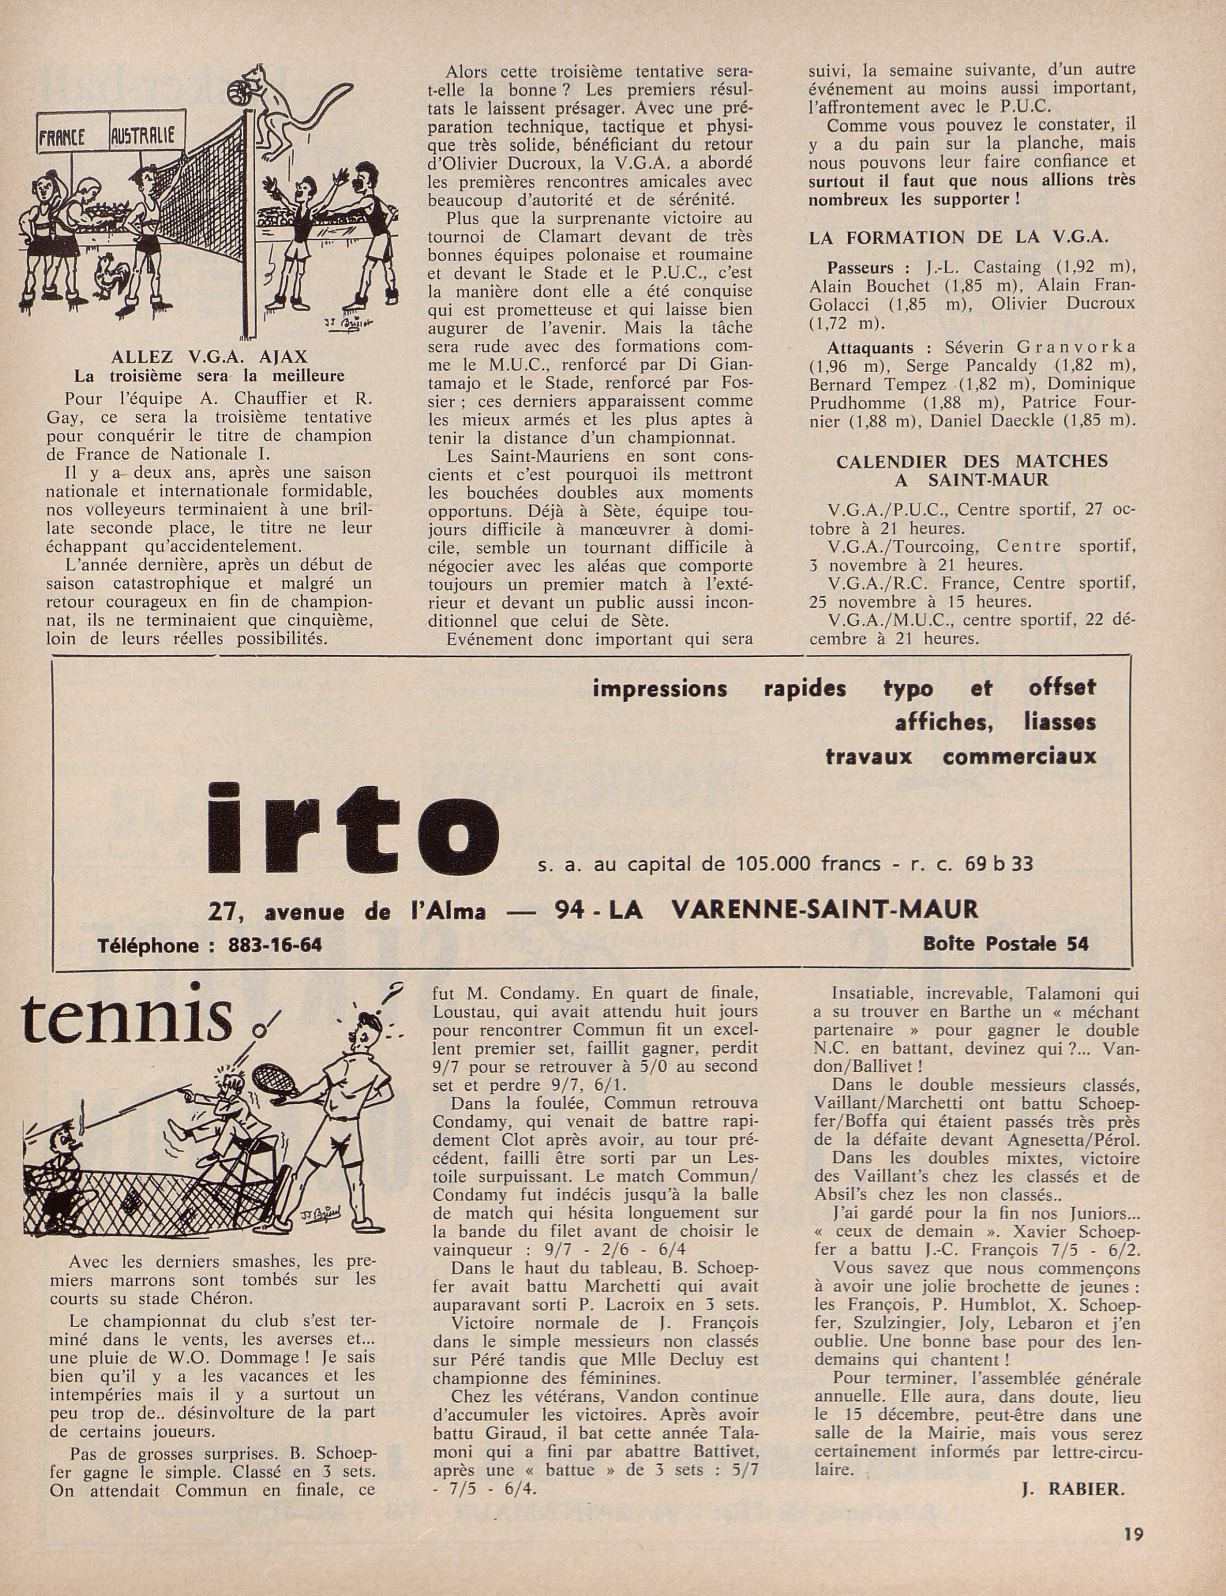 FRANCE AUSTRALIE
ALLEZ V.G.A. AJAX
La troisième sera la meilleure
Pour l'équipe A. Chauffier et R.
Gay, ce sera la troisième tentative
pour conquérir le titre de champion
de France de Nationale I.
Il y a deux ans, après une saison
nationale et internationale formidable,
nos volleyeurs terminaient à une bril-
late seconde place, le titre ne leur
échappant qu'accidentelement.
L'année dernière, après un début de
saison catastrophique et malgré un
retour courageux en fin de champion-
nat, ils ne terminaient que cinquième,
loin de leurs réelles possibilités.
Alors cette troisième tentative sera-
t-elle la bonne ? Les premiers résul-
tats le laissent présager. Avec une pré-
paration technique, tactique et physi-
que très solide, bénéficiant du retour
d'Olivier Ducroux, la V.G.A. a abordé
les premières rencontres amicales avec
beaucoup d'autorité et de sérénité.
Plus que la surprenante victoire au
tournoi de Clamart devant de très
bonnes équipes polonaise et roumaine
et devant le Stade et le P.U.C., c'est
la manière dont elle a été conquise
qui est prometteuse et qui laisse bien
augurer de l'avenir. Mais la tâche
sera rude avec des formations com-
me le M.U.C., renforcé par Di Gian-
tamajo et le Stade, renforcé par Fos-
sier ; ces derniers apparaissent comme
les mieux armés et les plus aptes à
tenir la distance d'un championnat.
Les Saint-Mauriens en sont cons-
cients et c'est pourquoi ils mettront
les bouchées doubles aux moments
opportuns. Déjà à Sète, équipe tou-
jours difficile à manœuvrer à domi-
cile, semble un tournant difficile à
négocier avec les aléas que comporte
toujours un premier match à l'exté-
rieur et devant un public aussi incon-
ditionnel que celui de Sète.
Evénement donc important qui sera
suivi, la semaine suivante, d'un autre
événement au moins aussi important,
l'affrontement avec le P.U.C.
Comme vous pouvez le constater, il
y a du pain sur la planche, mais
nous pouvons leur faire confiance et
surtout il faut que nous allions très
nombreux les supporter !
LA FORMATION DE LA V.G.A.
Passeurs : J.-L. Castaing (1,92 m),
Alain Bouchet (1,85 m), Alain Fran-
Golacci (1,85 m), Olivier Ducroux
(1,72 m).
Attaquants : Séverin Granvorka
(1,96 m), Serge Pancaldy (1,82 m),
Bernard Tempez (1,82 m), Dominique
Prudhomme (1,88 m), Patrice Four-
nier (1,88 m), Daniel Daeckle (1,85 m).
CALENDIER DES MATCHES
A SAINT-MAUR
V.G.A./P.U.C., Centre sportif, 27 oc-
tobre à 21 heures.
V.G.A./Tourcoing, Centre sportif,
3 novembre à 21 heures.
V.G.A./R.C. France, Centre sportif,
25 novembre à 15 heures.
V.G.A./M.U.C., centre sportif, 22 dé-
cembre à 21 heures.
impressions rapides typo et offset
affiches, liasses
travaux commerciaux
irto
s. a. au capital de 105.000 francs - r. c. 69 b 33
27, avenue de l'Alma — 94 - LA VARENNE-SAINT-MAUR
Téléphone : 883-16-64 Boîte Postale 54
tennis
Avec les derniers smashes, les pre-
miers marrons sont tombés sur les
courts su stade Chéron.
Le championnat du club s'est ter-
miné dans le vents, les averses et...
une pluie de W.O. Dommage ! Je sais
bien qu'il y a les vacances et les
intempéries mais il y a surtout un
peu trop de.. désinvolture de la part
de certains joueurs.
Pas de grosses surprises. B. Schoep-
fer gagne le simple. Classé en 3 sets.
On attendait Commun en finale, ce
fut M. Condamy. En quart de finale,
Loustau, qui avait attendu huit jours
pour rencontrer Commun fit un excel-
lent premier set, faillit gagner, perdit
9/7 pour se retrouver à 5/0 au second
set et perdre 9/7, 6/1.
Dans la foulée, Commun retrouva
Condamy, qui venait de battre rapi-
dement Clot après avoir, au tour pré-
cédent, failli être sorti par un Les-
toile surpuissant. Le match Commun/
Condamy fut indécis jusqu'à la balle
de match qui hésita longuement sur
la bande du filet avant de choisir le
vainqueur : 9/7 - 2/6 - 6/4
Dans le haut du tableau, B. Schoep-
fer avait battu Marchetti qui avait
auparavant sorti P. Lacroix en 3 sets.
Victoire normale de J. François
dans le simple messieurs non classés
sur Péré tandis que Mlle Decluy est
championne des féminines.
Chez les vétérans, Vandon continue
d'accumuler les victoires. Après avoir
battu Giraud, il bat cette année Tala-
moni qui a fini par abattre Battivet,
après une « battue » de 3 sets : 5/7
- 7/5 - 6/4.
Insatiable, increvable, Talamoni qui
a su trouver en Barthe un « méchant
partenaire » pour gagner le double
N.C. en battant, devinez qui ?... Van-
don/Ballivet !
Dans le double messieurs classés,
Vaillant/Marchetti ont battu Schoep-
fer/Boffa qui étaient passés très près
de la défaite devant Agnesetta/Pérol.
Dans les doubles mixtes, victoire
des Vaillant's chez les classés et de
Absil's chez les non classés..
J'ai gardé pour la fin nos Juniors...
« ceux de demain ». Xavier Schoep-
fer a battu J.-C. François 7/5 - 6/2.
Vous savez que nous commençons
à avoir une jolie brochette de jeunes :
les François, P. Humblot, X. Schoep-
fer, Szulzingier, Joly, Lebaron et j'en
oublie. Une bonne base pour des len-
demains qui chantent !
Pour terminer, l'assemblée générale
annuelle. Elle aura, dans doute, lieu
le 15 décembre, peut-être dans une
salle de la Mairie, mais vous serez
certainement informés par lettre-circu-
laire.
J. RABIER.
19